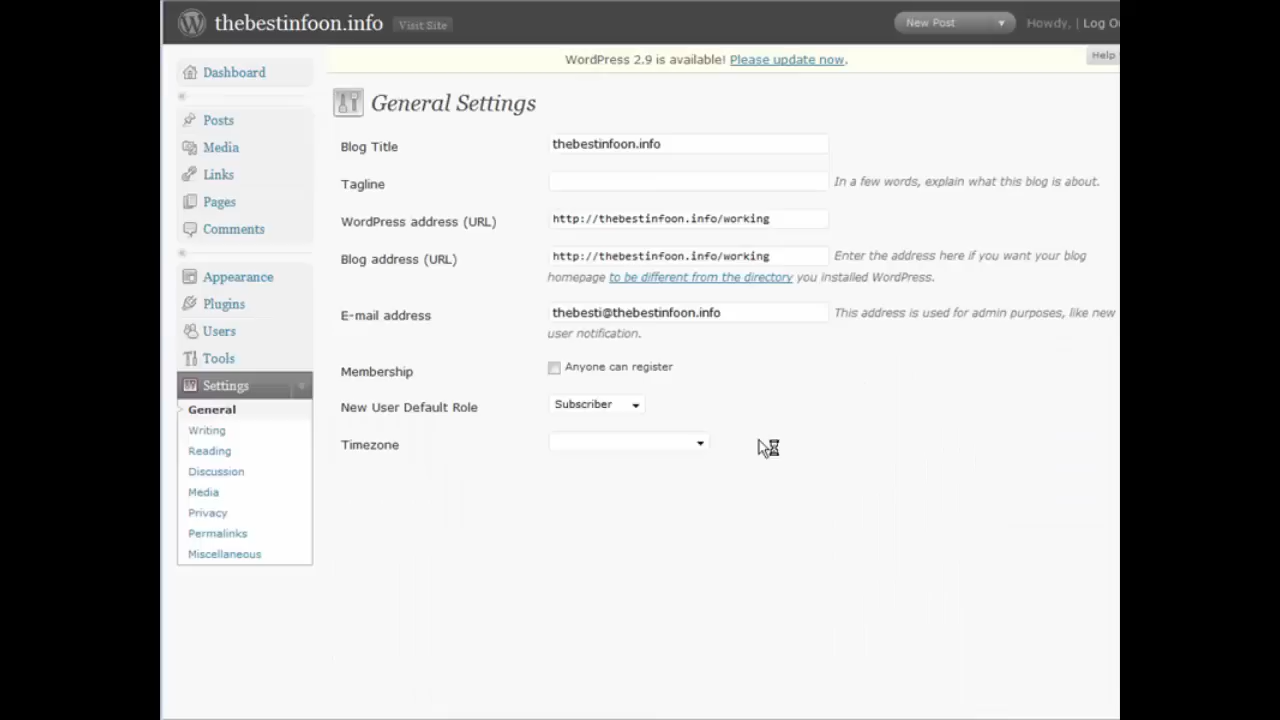 thebestinfoon.info Visit Site New Post Howdy, | Log O
WordPress 2.9 is available! Please update now.
Help
Dashboard
Posts
Media
Links
Pages
Comments
Appearance
Plugins
Users
Tools
Settings
General
Writing
Reading
Discussion
Media
Privacy
Permalinks
Miscellaneous
General Settings
Blog Title thebestinfoon.info
Tagline In a few words, explain what this blog is about.
WordPress address (URL) http://thebestinfoon.info/working
Blog address (URL) http://thebestinfoon.info/working Enter the address here if you want your blog
homepage to be different from the directory you installed WordPress.
E-mail address thebesti@thebestinfoon.info This address is used for admin purposes, like new
user notification.
Membership Anyone can register
New User Default Role Subscriber
Timezone